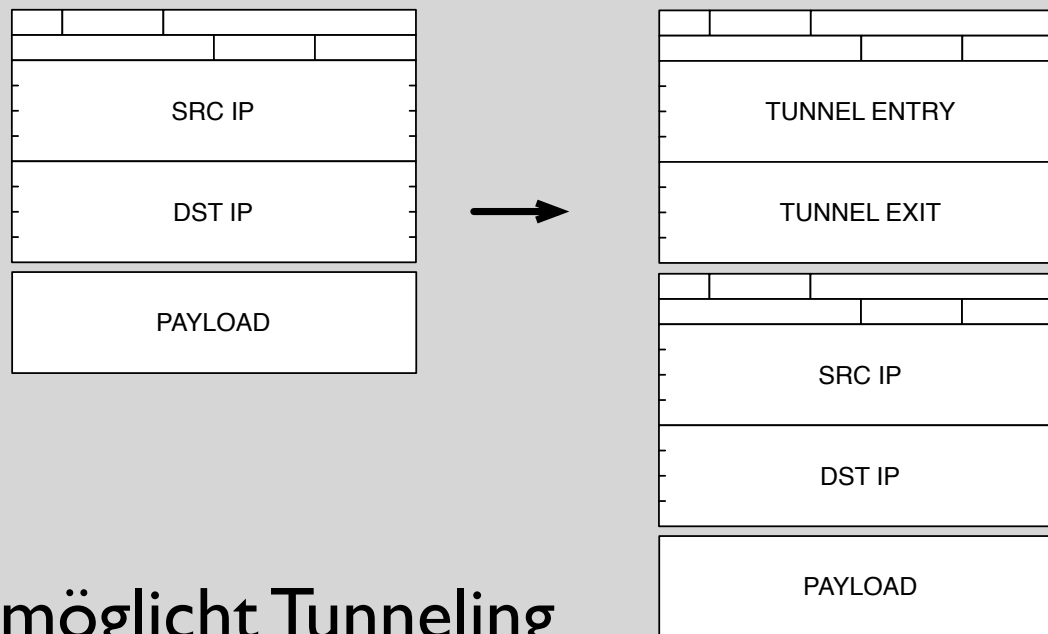 SRC IP
DST IP
PAYLOAD
TUNNEL ENTRY
TUNNEL EXIT
SRC IP
DST IP
PAYLOAD
möglicht Tunneling